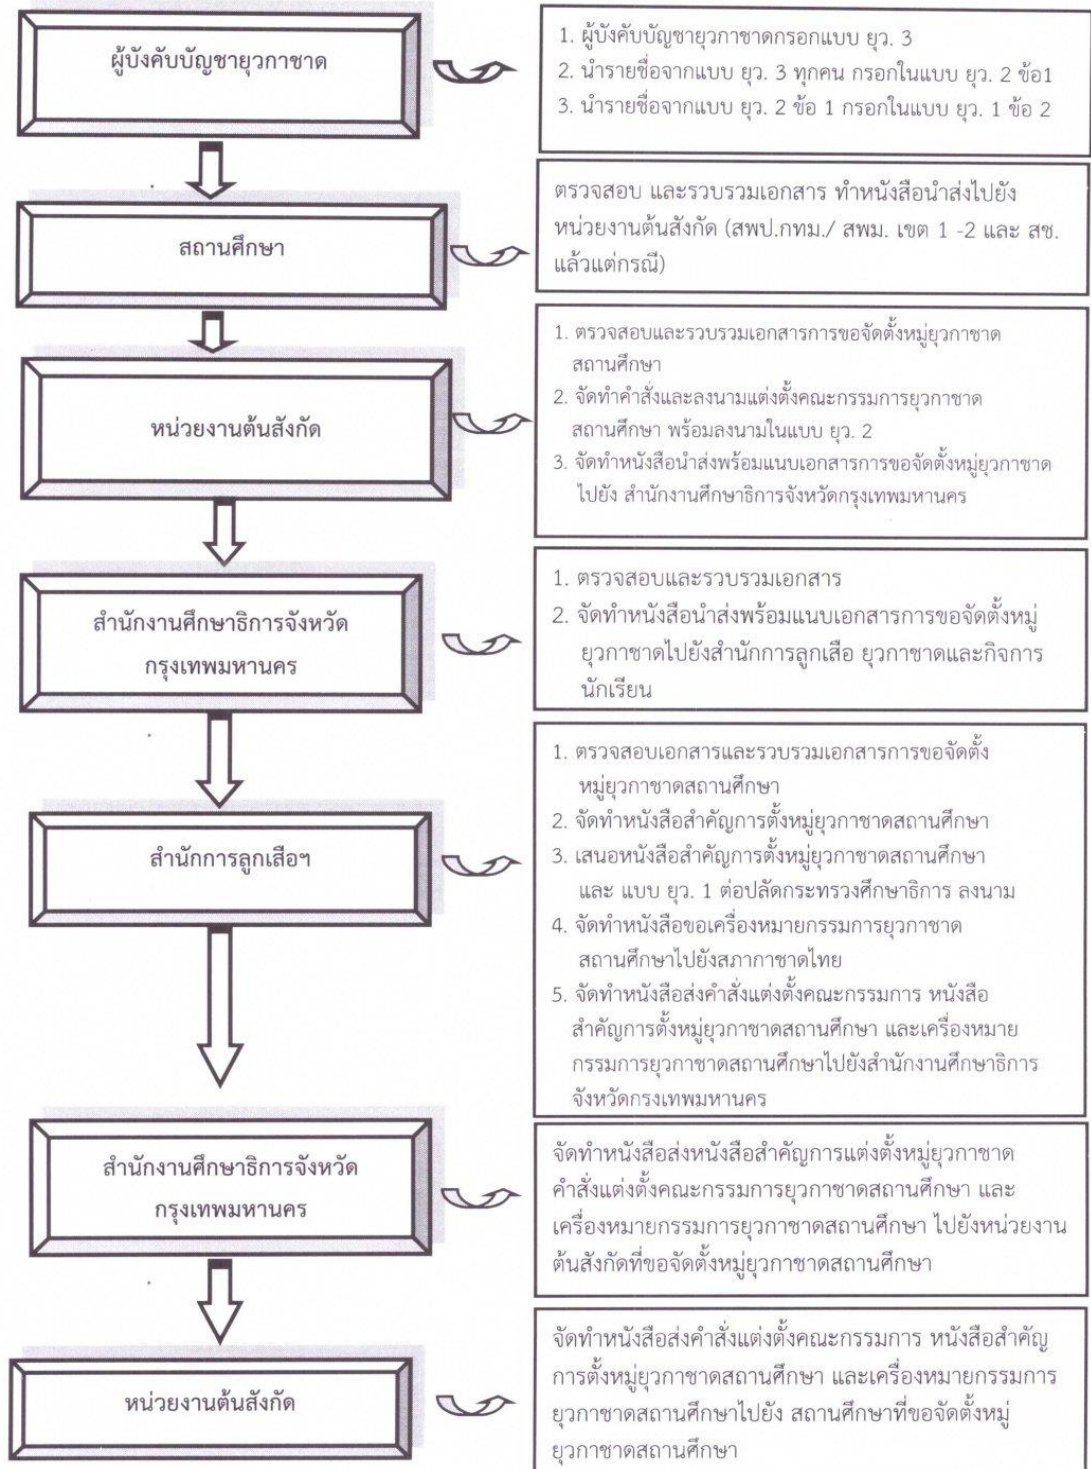 ผู้บังคับบัญชายุวกาชาด
1. ผู้บังคับบัญชายุวกาชาดกรอกแบบ ยุว. 3
2. นำรายชื่อจากแบบ ยุว. 3 ทุกคน กรอกในแบบ ยุว. 2 ข้อ1
3. นำรายชื่อจากแบบ ยุว. 2 ข้อ 1 กรอกในแบบ ยุว. 1 ข้อ 2
สถานศึกษา
ตรวจสอบ และรวบรวมเอกสาร ทำหนังสือนำส่งไปยัง
หน่วยงานต้นสังกัด (สพป.กทม./ สพม. เขต 1 -2 และ สช.
แล้วแต่กรณี)
หน่วยงานต้นสังกัด
1. ตรวจสอบและรวบรวมเอกสารการขอจัดตั้งหมู่ยุวกาชาด
สถานศึกษา
2. จัดทำคำสั่งและลงนามแต่งตั้งคณะกรรมการยุวกาชาด
สถานศึกษา พร้อมลงนามในแบบ ยุว. 2
3. จัดทำหนังสือนำส่งพร้อมแนบเอกสารการขอจัดตั้งหมู่ยุวกาชาด
ไปยัง สำนักงานศึกษาธิการจังหวัดกรุงเทพมหานคร
สำนักงานศึกษาธิการจังหวัด
กรุงเทพมหานคร
1. ตรวจสอบและรวบรวมเอกสาร
2. จัดทำหนังสือนำส่งพร้อมแนบเอกสารการขอจัดตั้งหมู่
ยุวกาชาดไปยังสำนักการลูกเสือ ยุวกาชาดและกิจการ
นักเรียน
สำนักการลูกเสือฯ
1. ตรวจสอบเอกสารและรวบรวมเอกสารการขอจัดตั้ง
หมู่ยุวกาชาดสถานศึกษา
2. จัดทำหนังสือสำคัญการตั้งหมู่ยุวกาชาดสถานศึกษา
3. เสนอหนังสือสำคัญการตั้งหมู่ยุวกาชาดสถานศึกษา
และ แบบ ยุว. 1 ต่อปลัดกระทรวงศึกษาธิการ ลงนาม
4. จัดทำหนังสือขอเครื่องหมายกรรมการยุวกาชาด
สถานศึกษาไปยังสภากาชาดไทย
5. จัดทำหนังสือส่งคำสั่งแต่งตั้งคณะกรรมการ หนังสือ
สำคัญการตั้งหมู่ยุวกาชาดสถานศึกษา และเครื่องหมาย
กรรมการยุวกาชาดสถานศึกษาไปยังสำนักงานศึกษาธิการ
จังหวัดกรุงเทพมหานคร
สำนักงานศึกษาธิการจังหวัด
กรุงเทพมหานคร
จัดทำหนังสือส่งหนังสือสำคัญการแต่งตั้งหมู่ยุวกาชาด
คำสั่งแต่งตั้งคณะกรรมการยุวกาชาดสถานศึกษา และ
เครื่องหมายกรรมการยุวกาชาดสถานศึกษา ไปยังหน่วยงาน
ต้นสังกัดที่ขอจัดตั้งหมู่ยุวกาชาดสถานศึกษา
หน่วยงานต้นสังกัด
จัดทำหนังสือส่งคำสั่งแต่งตั้งคณะกรรมการ หนังสือสำคัญ
การตั้งหมู่ยุวกาชาดสถานศึกษา และเครื่องหมายกรรมการ
ยุวกาชาดสถานศึกษาไปยัง สถานศึกษาที่ขอจัดตั้งหมู่
ยุวกาชาดสถานศึกษา